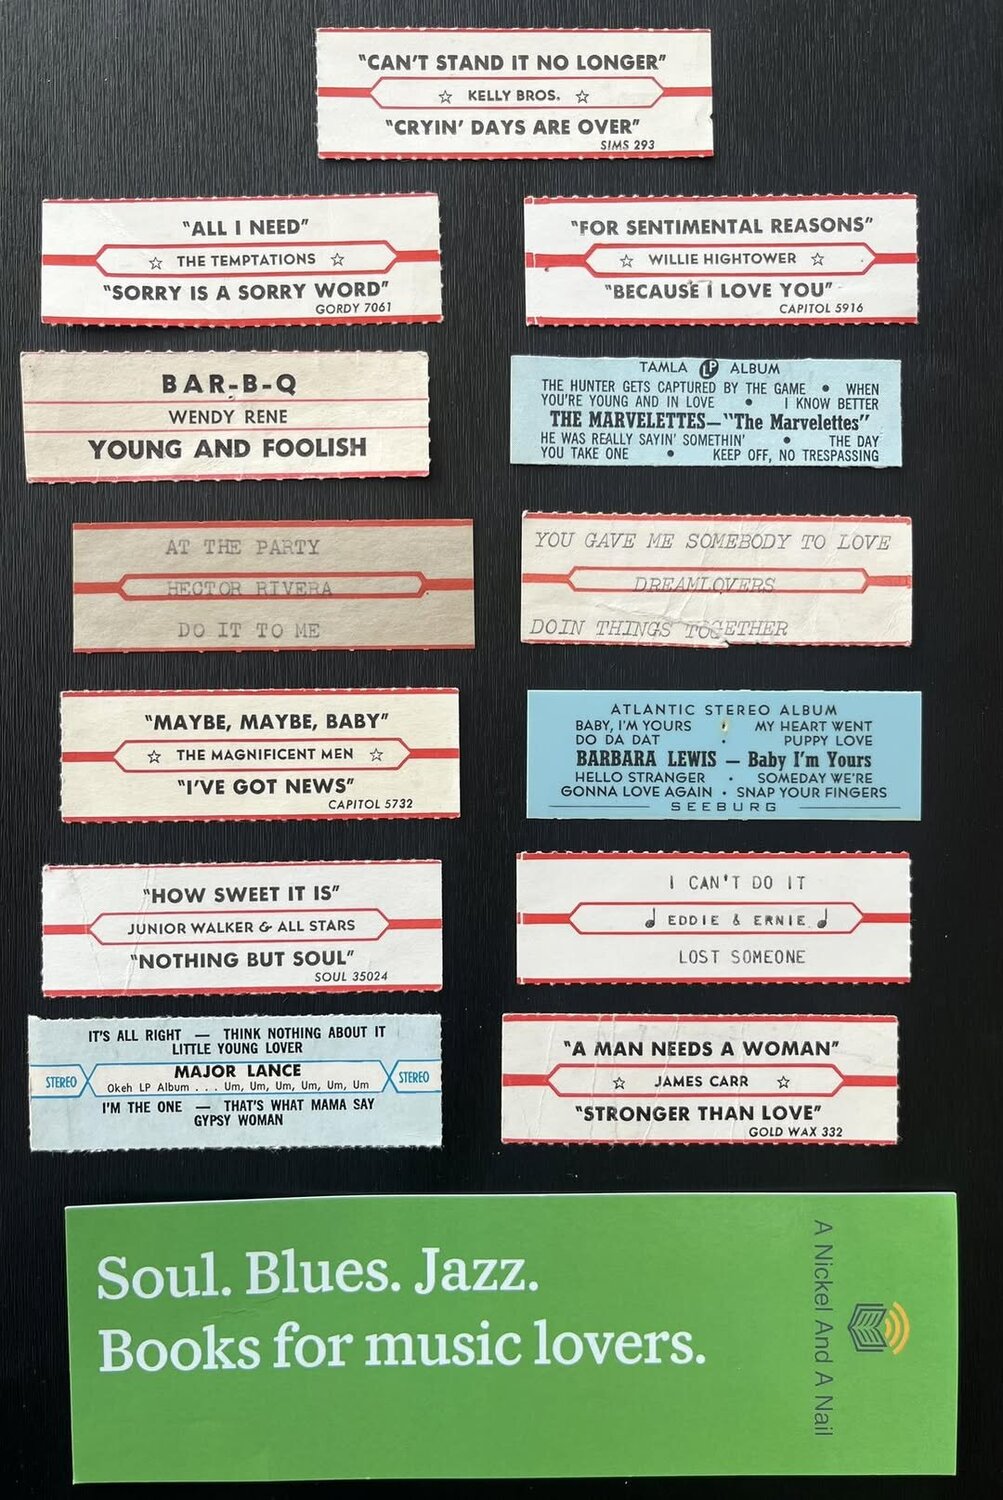 "CAN'T STAND IT NO LONGER"
☆ KELLY BROS. ☆
"CRYIN' DAYS ARE OVER"
SIMS 293
"ALL I NEED"
☆ THE TEMPTATIONS ☆
"SORRY IS A SORRY WORD"
GORDY 7061
"FOR SENTIMENTAL REASONS"
☆ WILLIE HIGHTOWER ☆
"BECAUSE I LOVE YOU"
CAPITOL 5916
BAR-B-Q
WENDY RENE
YOUNG AND FOOLISH
TAMLA LP ALBUM
THE HUNTER GETS CAPTURED BY THE GAME • WHEN
YOU'RE YOUNG AND IN LOVE • I KNOW BETTER
THE MARVELETTES—"The Marvelettes"
HE WAS REALLY SAYIN' SOMETHIN' • THE DAY
YOU TAKE ONE • KEEP OFF, NO TRESPASSING
AT THE PARTY
HECTOR RIVERA
DO IT TO ME
YOU GAVE ME SOMEBODY TO LOVE
DREAMLOVERS
DOIN THINGS TOGETHER
"MAYBE, MAYBE, BABY"
☆ THE MAGNIFICENT MEN ☆
"I'VE GOT NEWS"
CAPITOL 5732
ATLANTIC STEREO ALBUM
BABY, I'M YOURS • MY HEART WENT
DO DA DAT • PUPPY LOVE
BARBARA LEWIS — Baby I'm Yours
HELLO STRANGER • SOMEDAY WE'RE
GONNA LOVE AGAIN • SNAP YOUR FINGERS
SEEBURG
"HOW SWEET IT IS"
JUNIOR WALKER & ALL STARS
"NOTHING BUT SOUL"
SOUL 35024
I CAN'T DO IT
♩ EDDIE & ERNIE ♩
LOST SOMEONE
IT'S ALL RIGHT — THINK NOTHING ABOUT IT
LITTLE YOUNG LOVER
STEREO MAJOR LANCE STEREO
Okeh LP Album . . . Um, Um, Um, Um, Um, Um
I'M THE ONE — THAT'S WHAT MAMA SAY
GYPSY WOMAN
"A MAN NEEDS A WOMAN"
☆ JAMES CARR ☆
"STRONGER THAN LOVE"
GOLD WAX 332
Soul. Blues. Jazz.
Books for music lovers.
A Nickel And A Nail